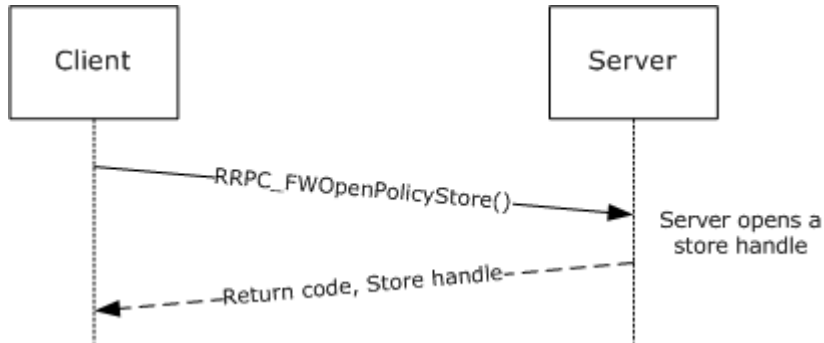 Client
Server
RRPC_FWOpenPolicyStore()
Server opens a
store handle
Return code, Store handle